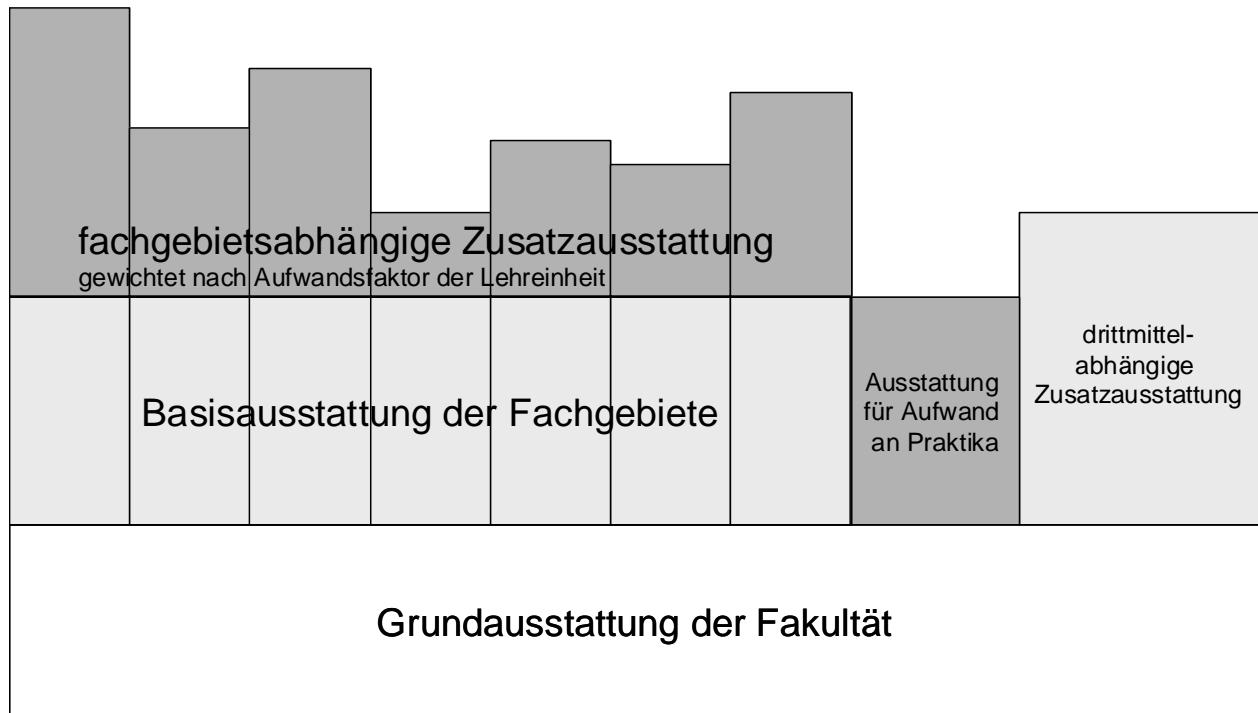 fachgebietsabhängige Zusatzausstattung
gewichtet nach Aufwandsfaktor der Lehreinheit
Basisausstattung der Fachgebiete
Ausstattung
für Aufwand
an Praktika
drittmittel-
abhängige
Zusatzausstattung
Grundausstattung der Fakultät